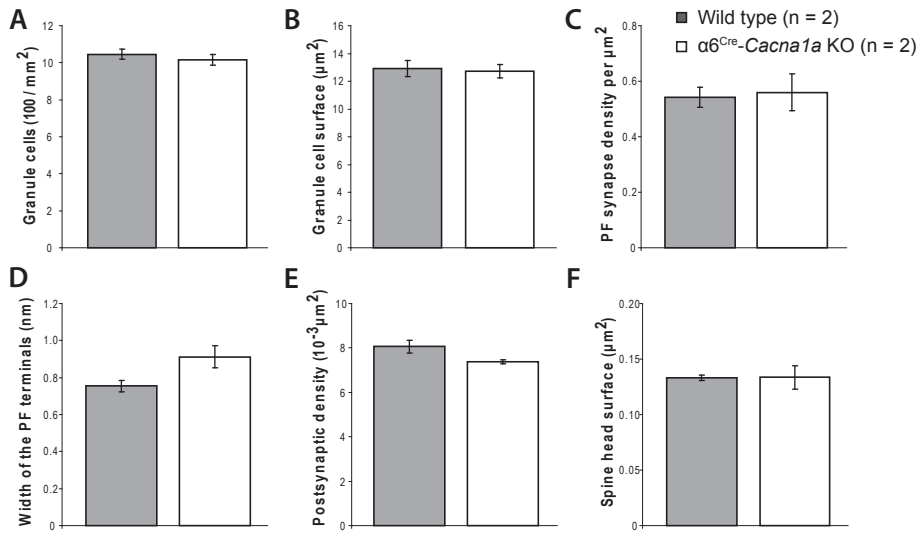 A
Granule cells (100 / mm²)
12
10
8
6
4
2
0
B
Granule cell surface (µm²)
16
14
12
10
8
6
4
2
0
C
Wild type (n = 2)
α6ᶜʳᵉ-Cacna1a KO (n = 2)
PF synapse density per µm²
0.8
0.6
0.4
0.2
0
D
Width of the PF terminals (nm)
1.2
1.0
0.8
0.6
0.4
0.2
0
E
Postsynaptic density (10⁻³µm²)
10
8
6
4
2
0
F
Spine head surface (µm²)
0.20
0.15
0.10
0.05
0